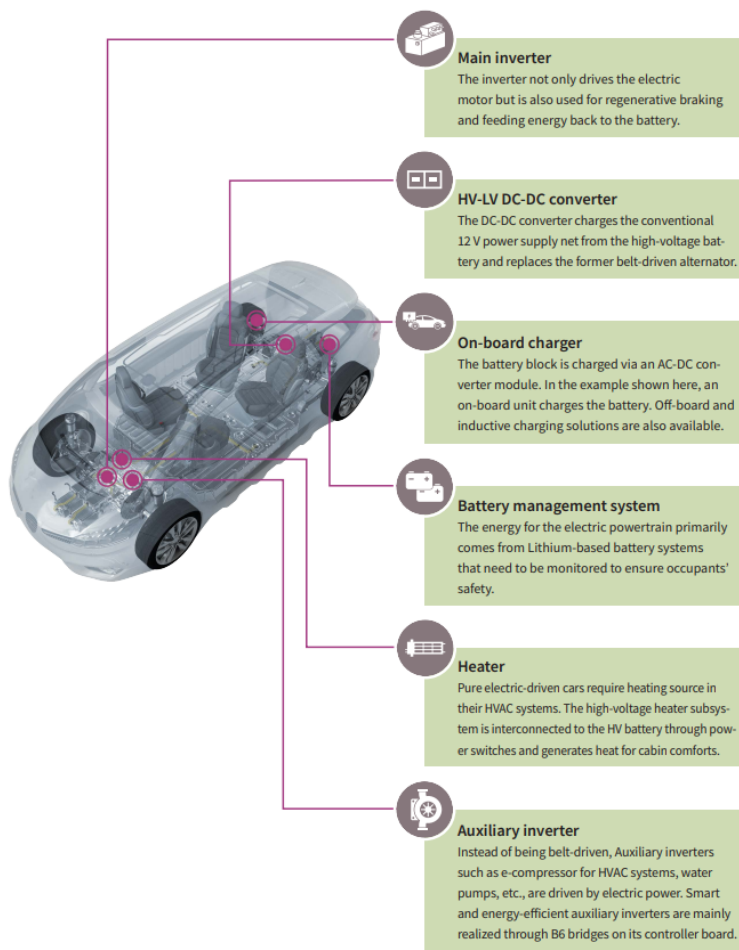 Main inverter
The inverter not only drives the electric
motor but is also used for regenerative braking
and feeding energy back to the battery.
HV-LV DC-DC converter
The DC-DC converter charges the conventional
12 V power supply net from the high-voltage bat-
tery and replaces the former belt-driven alternator.
On-board charger
The battery block is charged via an AC-DC con-
verter module. In the example shown here, an
on-board unit charges the battery. Off-board and
inductive charging solutions are also available.
Battery management system
The energy for the electric powertrain primarily
comes from Lithium-based battery systems
that need to be monitored to ensure occupants'
safety.
Heater
Pure electric-driven cars require heating source in
their HVAC systems. The high-voltage heater subsys-
tem is interconnected to the HV battery through pow-
er switches and generates heat for cabin comforts.
Auxiliary inverter
Instead of being belt-driven, Auxiliary inverters
such as e-compressor for HVAC systems, water
pumps, etc., are driven by electric power. Smart
and energy-efficient auxiliary inverters are mainly
realized through B6 bridges on its controller board.